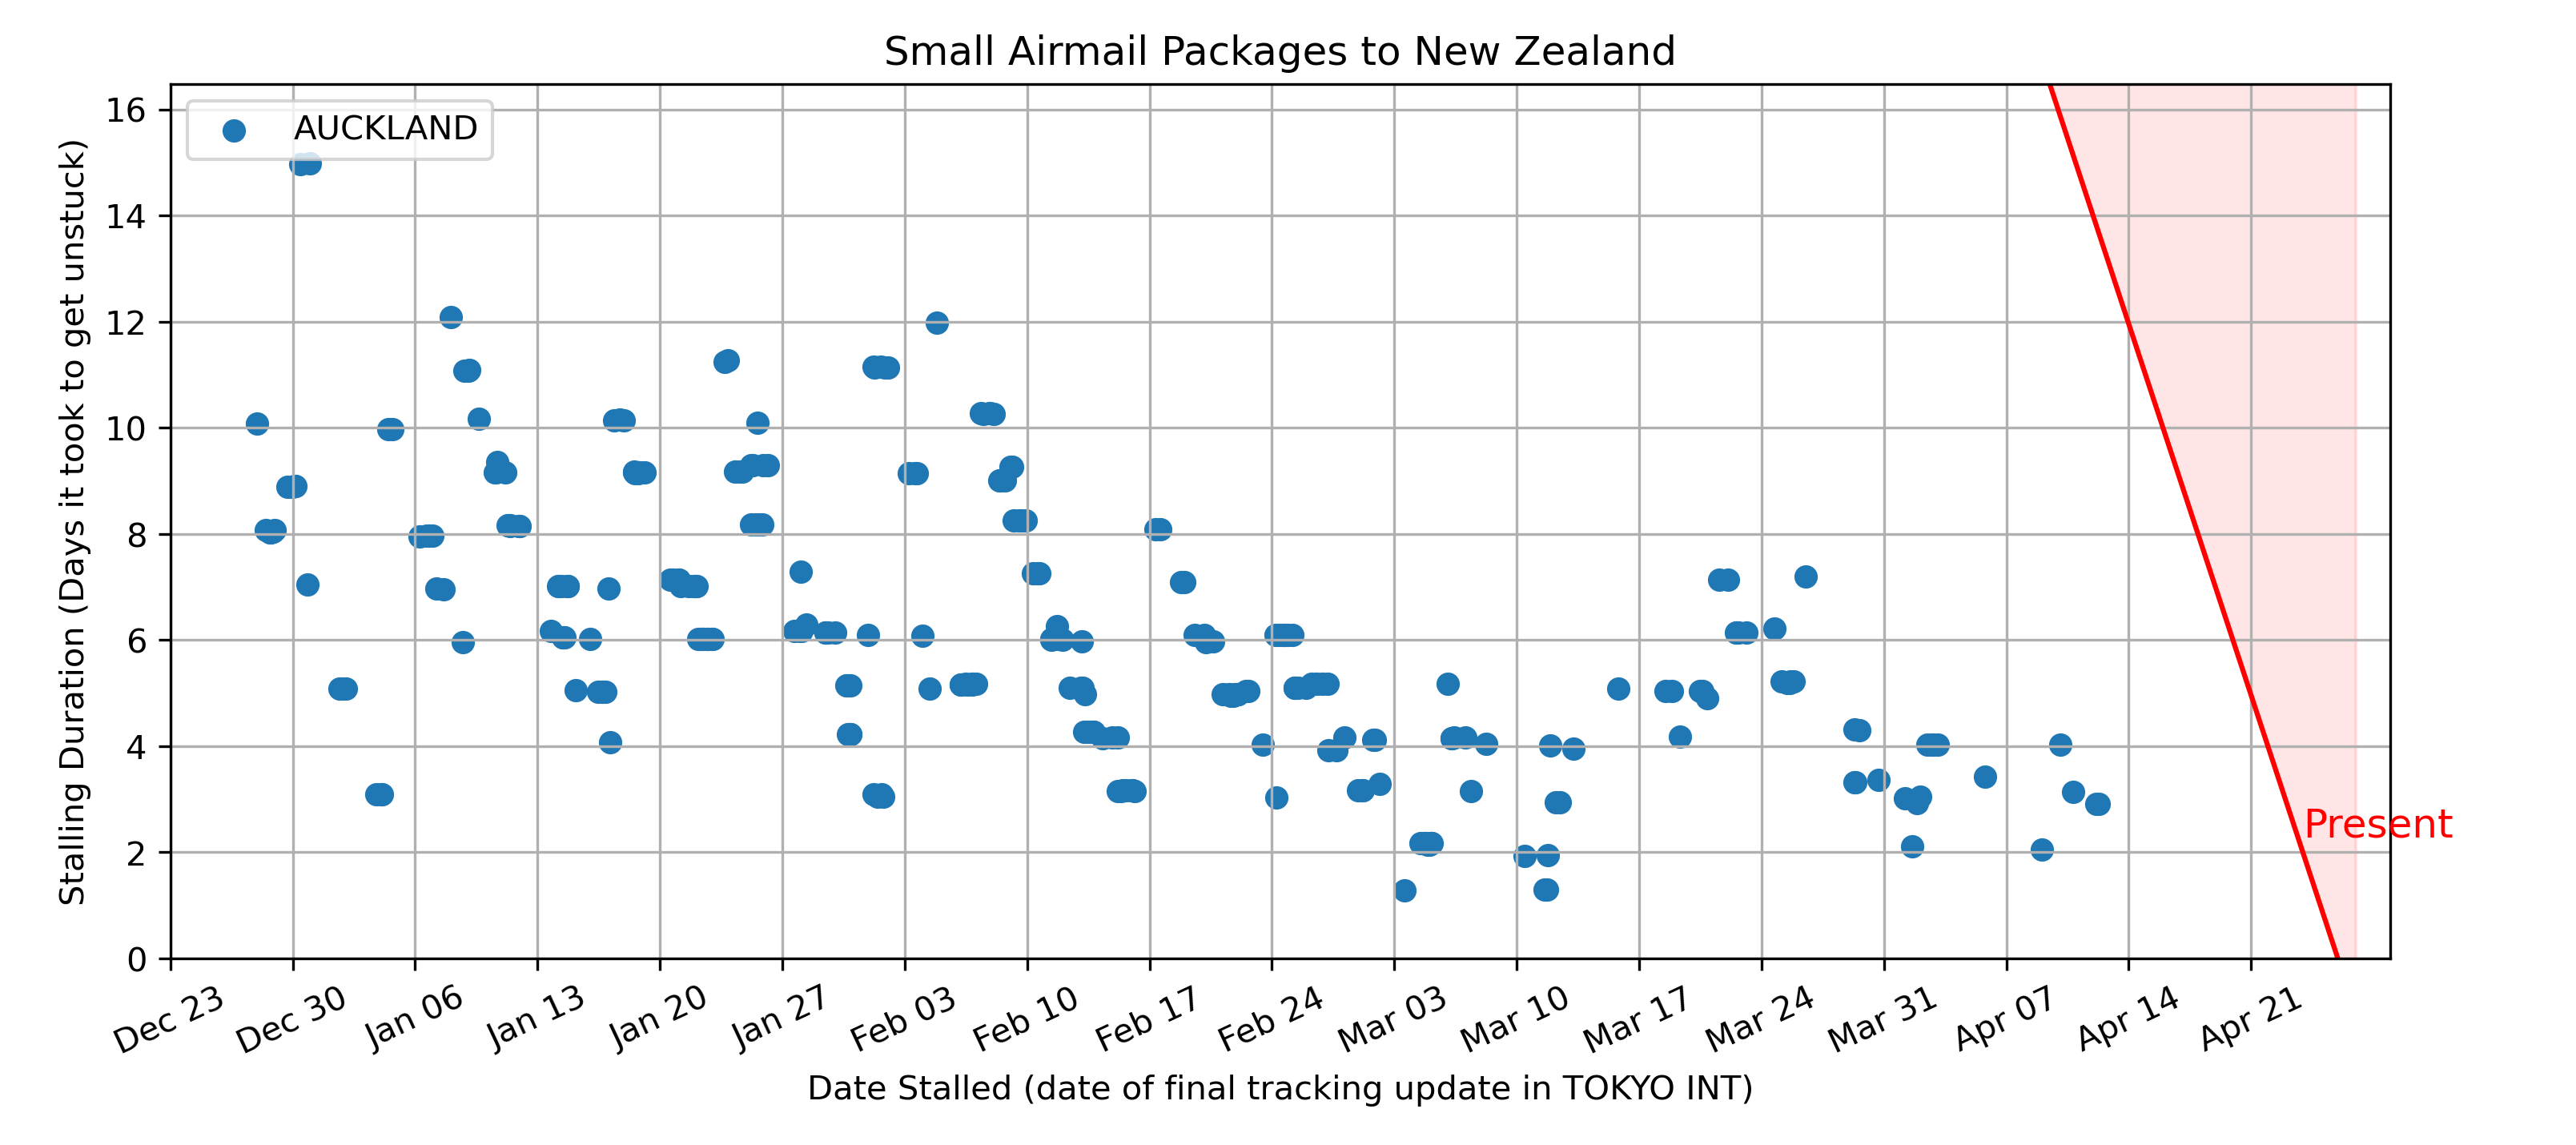 Small Airmail Packages to New Zealand
AUCKLAND
Stalling Duration (Days it took to get unstuck)
16
14
12
10
8
6
4
2
0
Present
Dec 23
Dec 30
Jan 06
Jan 13
Jan 20
Jan 27
Feb 03
Feb 10
Feb 17
Feb 24
Mar 03
Mar 10
Mar 17
Mar 24
Mar 31
Apr 07
Apr 14
Apr 21
Date Stalled (date of final tracking update in TOKYO INT)